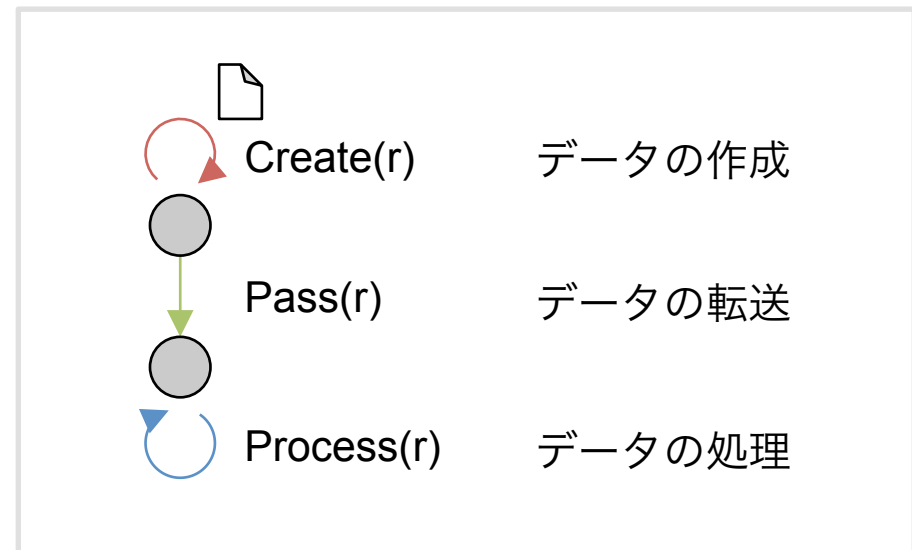 Create(r) データの作成
Pass(r) データの転送
Process(r) データの処理